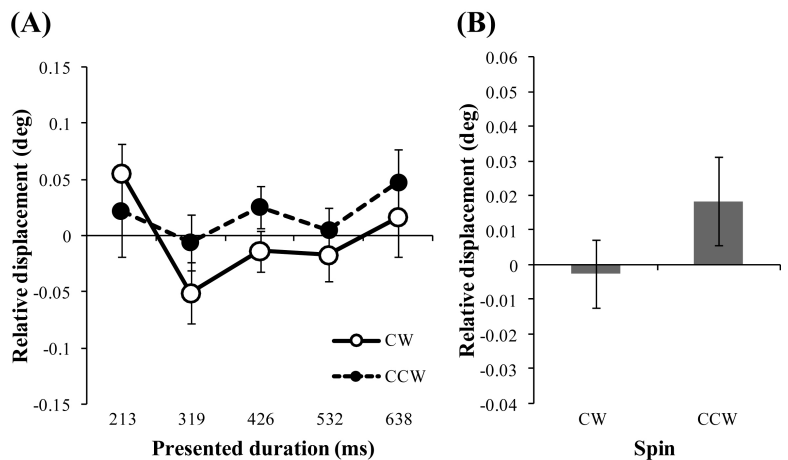 (A)
Relative displacement (deg)
0.15
0.1
0.05
0
-0.05
-0.1
-0.15
CW
CCW
213 319 426 532 638
Presented duration (ms)
(B)
Relative displacement (deg)
0.06
0.05
0.04
0.03
0.02
0.01
0
-0.01
-0.02
-0.03
-0.04
CW CCW
Spin